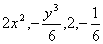 2x², -y³/6, 2, -1/6